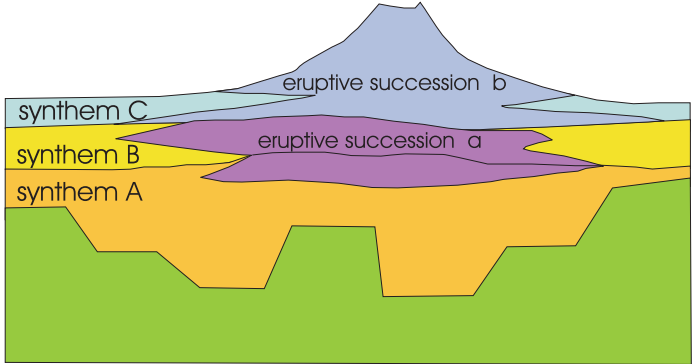 eruptive succession b
synthem C
eruptive succession a
synthem B
synthem A